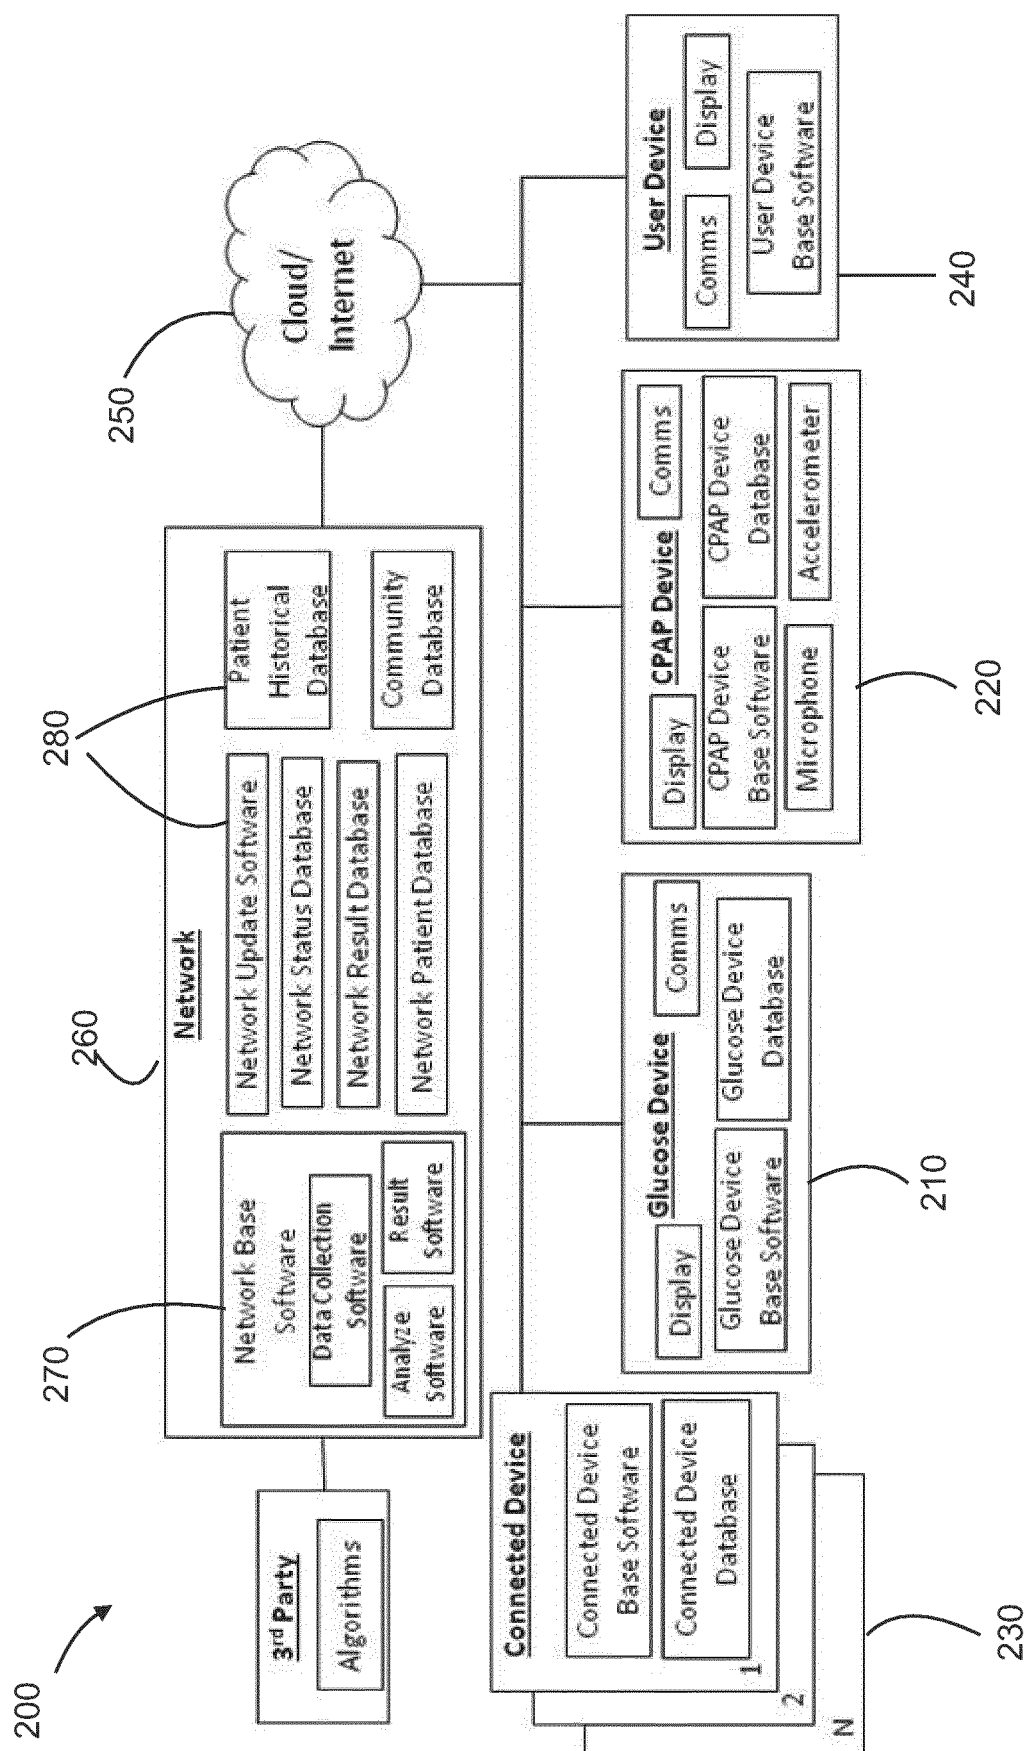 200
3rd Party
Algorithms
270
260
Network
Network Base
Software
Data Collection
Software
Analyze
Software
Result
Software
280
Network Update Software
Network Status Database
Network Result Database
Network Patient Database
Patient
Historical
Database
Community
Database
250
Cloud/
Internet
Connected Device
Connected Device
Base Software
Connected Device
Database
1
2
N
230
Glucose Device
Display
Comms
Glucose Device
Base Software
Glucose Device
Database
210
CPAP Device
Display
Comms
CPAP Device
Base Software
CPAP Device
Database
Microphone
Accelerometer
220
User Device
Comms
Display
User Device
Base Software
240